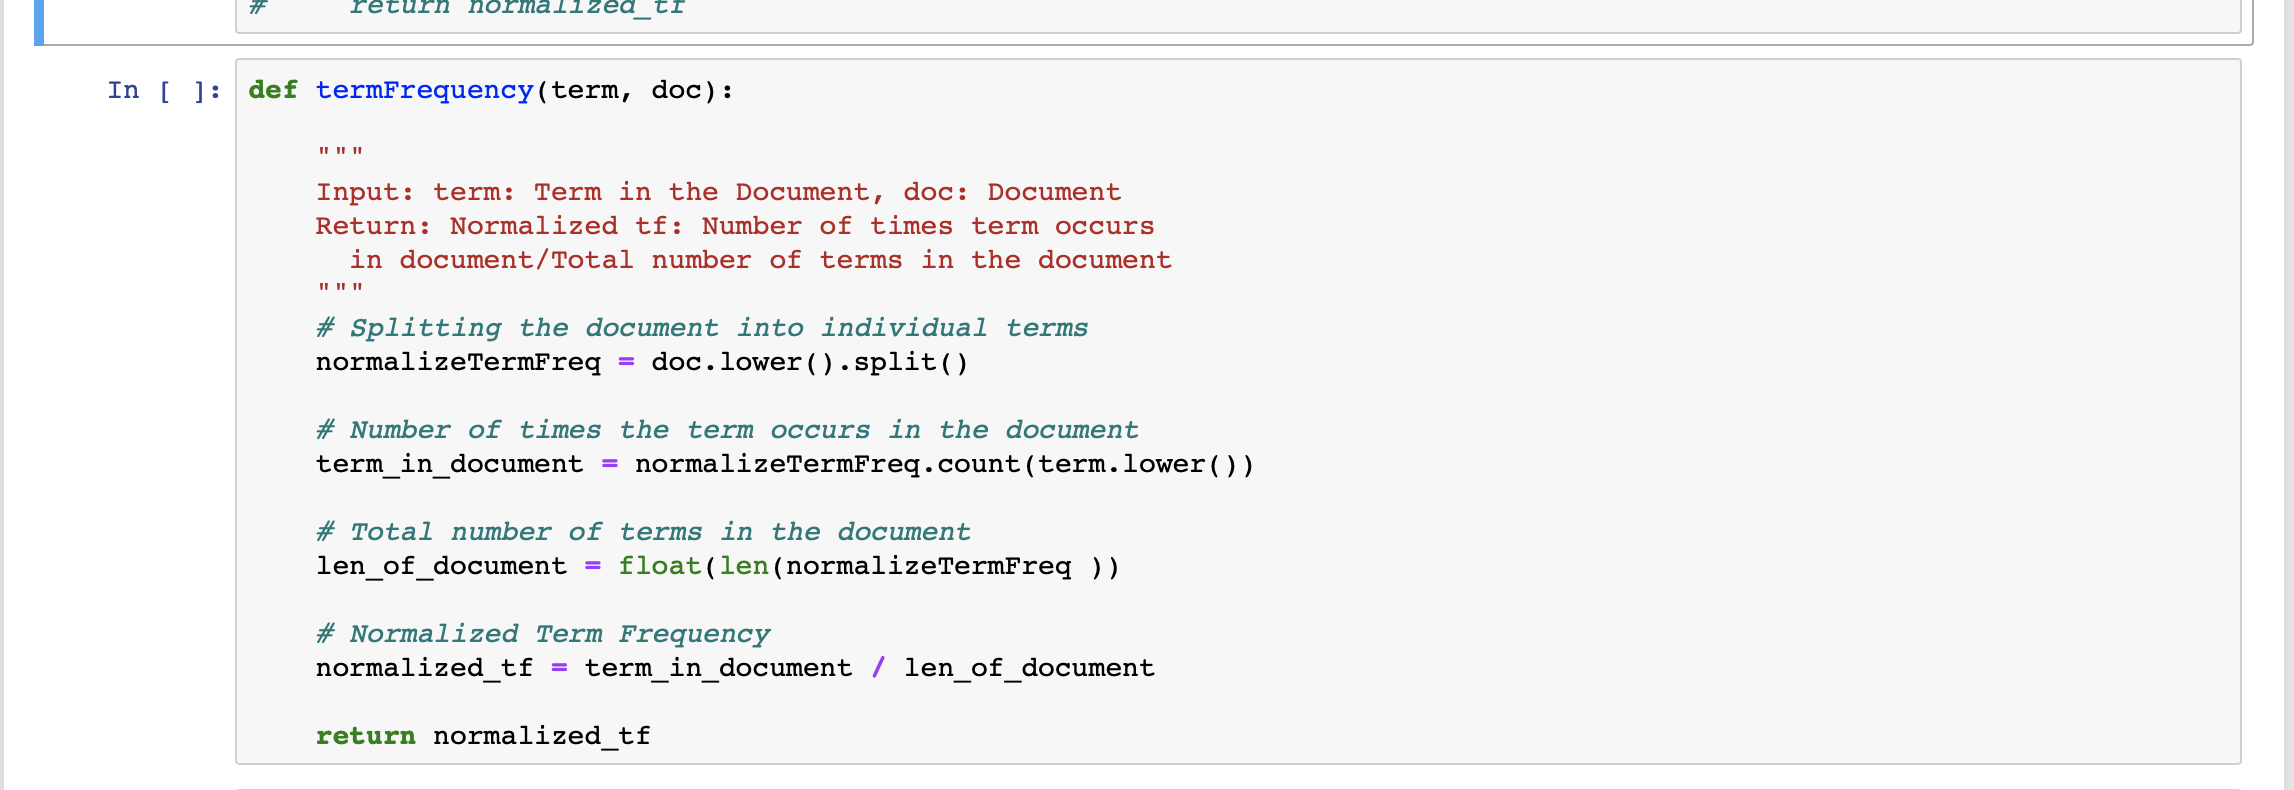 #     return normalized_tf
In [ ]:
def termFrequency(term, doc):
    """
    Input: term: Term in the Document, doc: Document
    Return: Normalized tf: Number of times term occurs
      in document/Total number of terms in the document
    """
    # Splitting the document into individual terms
    normalizeTermFreq = doc.lower().split()
    # Number of times the term occurs in the document
    term_in_document = normalizeTermFreq.count(term.lower())
    # Total number of terms in the document
    len_of_document = float(len(normalizeTermFreq ))
    # Normalized Term Frequency
    normalized_tf = term_in_document / len_of_document
    return normalized_tf